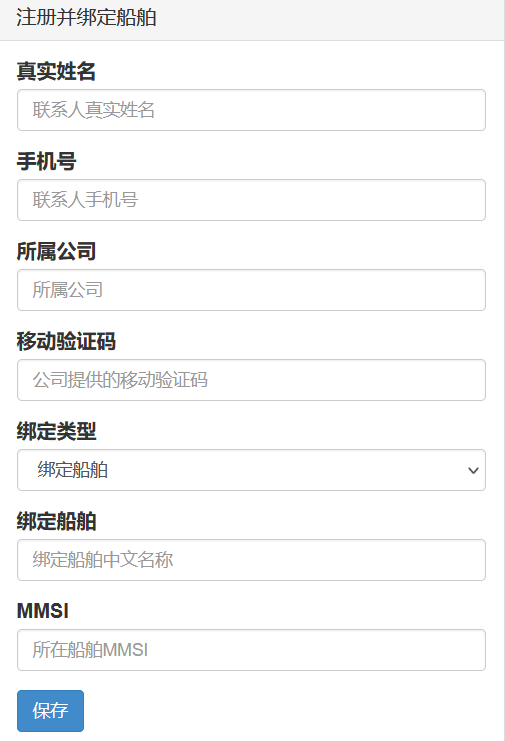 注册并绑定船舶
真实姓名
联系人真实姓名
手机号
联系人手机号
所属公司
所属公司
移动验证码
公司提供的移动验证码
绑定类型
绑定船舶
绑定船舶
绑定船舶中文名称
MMSI
所在船舶MMSI
保存